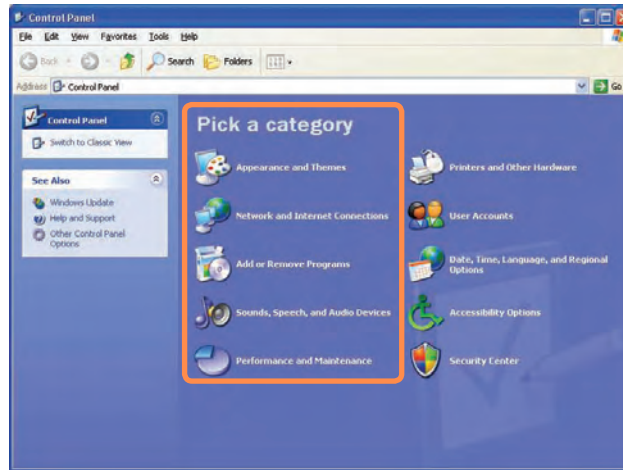 Control Panel
File Edit View Favorites Tools Help
Back Search Folders
Address Control Panel Go
Control Panel
Switch to Classic View
See Also
Windows Update
Help and Support
Other Control Panel
Options
Pick a category
Appearance and Themes
Printers and Other Hardware
Network and Internet Connections
User Accounts
Add or Remove Programs
Date, Time, Language, and Regional
Options
Sounds, Speech, and Audio Devices
Accessibility Options
Performance and Maintenance
Security Center